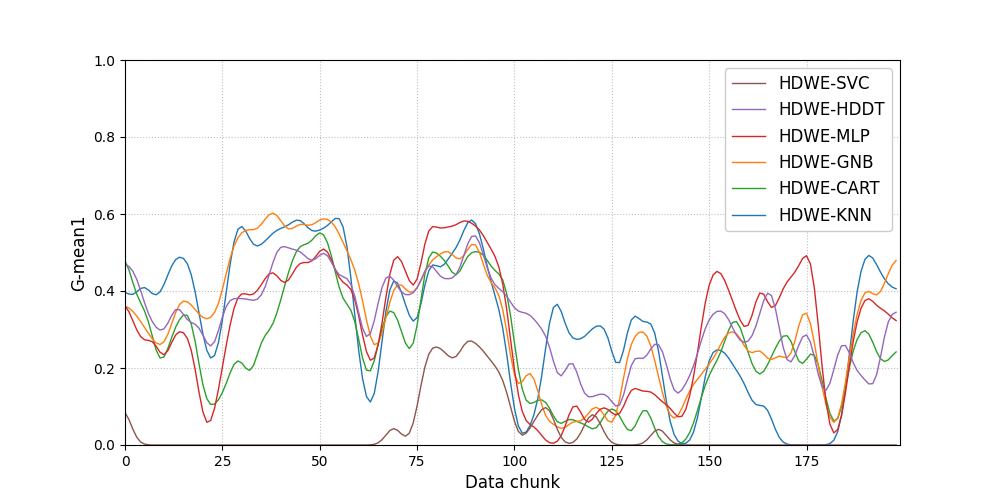 1.0
0.8
0.6
0.4
0.2
0.0
G-mean1
HDWE-SVC
HDWE-HDDT
HDWE-MLP
HDWE-GNB
HDWE-CART
HDWE-KNN
0 25 50 75 100 125 150 175
Data chunk